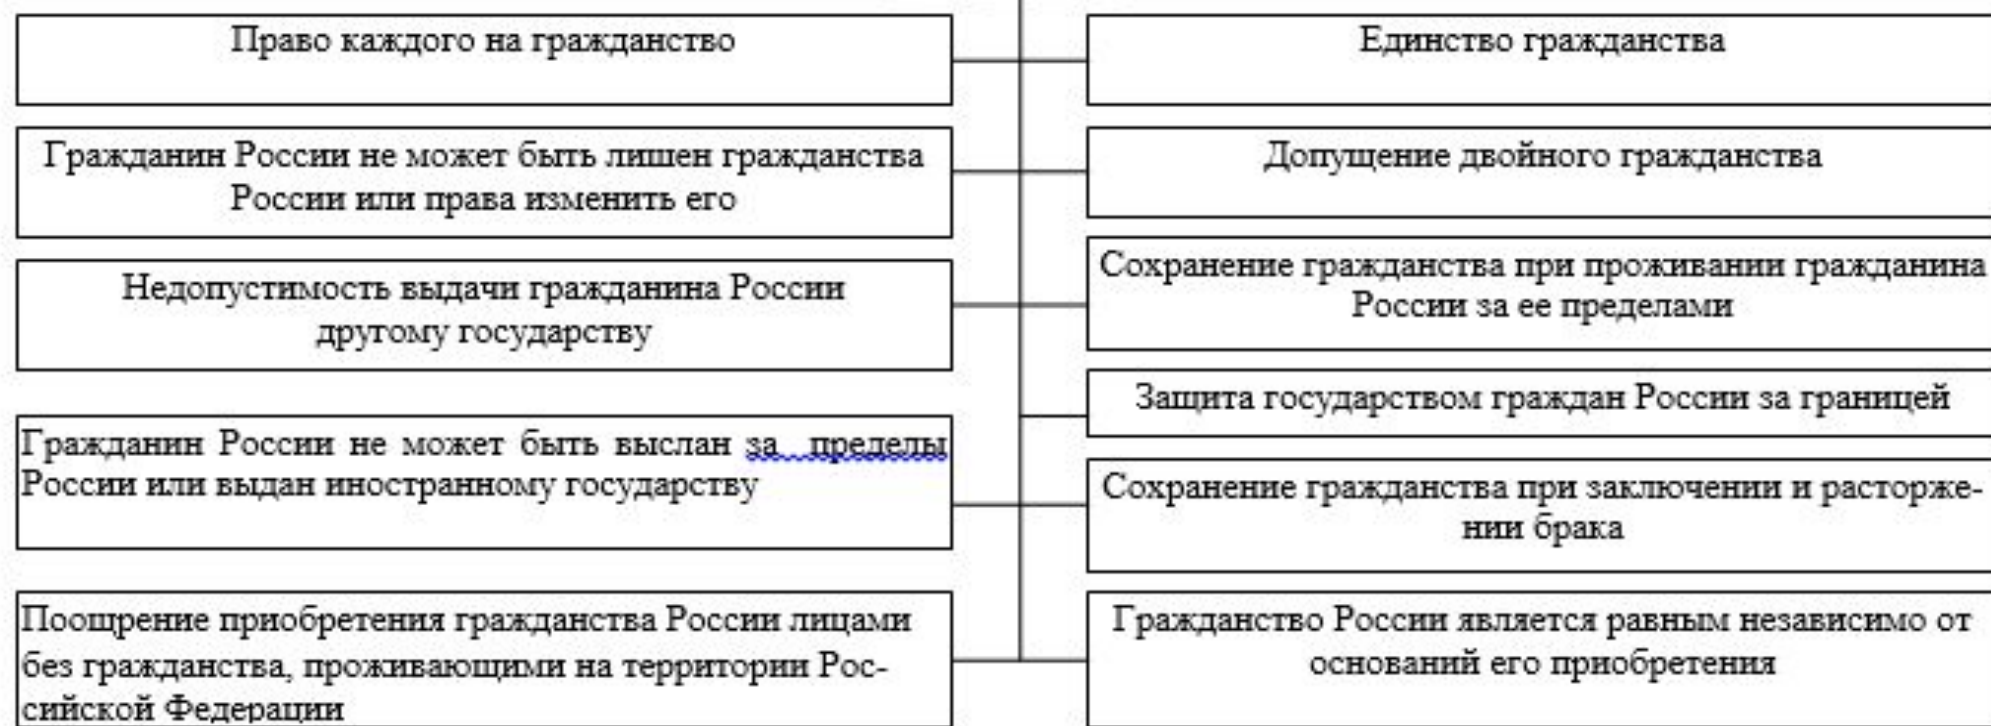 Право каждого на гражданство
Единство гражданства
Гражданин России не может быть лишен гражданства
России или права изменить его
Допущение двойного гражданства
Недопустимость выдачи гражданина России
другому государству
Сохранение гражданства при проживании гражданина
России за ее пределами
Защита государством граждан России за границей
Гражданин России не может быть выслан за пределы
России или выдан иностранному государству
Сохранение гражданства при заключении и расторже-
нии брака
Поощрение приобретения гражданства России лицами
без гражданства, проживающими на территории Рос-
сийской Федерации
Гражданство России является равным независимо от
оснований его приобретения